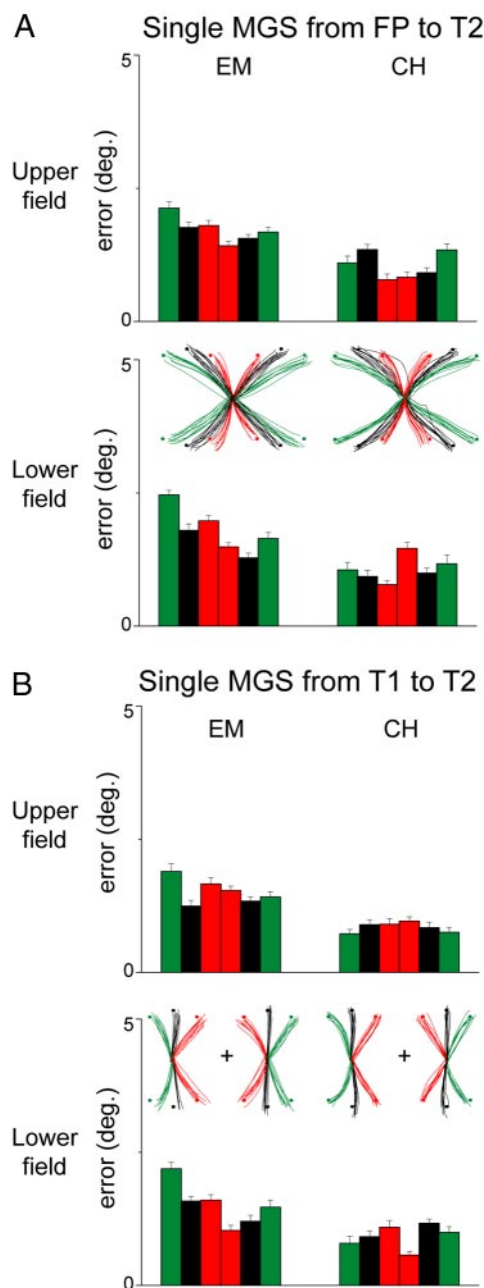 A
Single MGS from FP to T2
EM CH
5
Upper
field
error (deg.)
0
5
Lower
field
error (deg.)
0
B
Single MGS from T1 to T2
5
EM CH
Upper
field
error (deg.)
0
5
+ +
Lower
field
error (deg.)
0